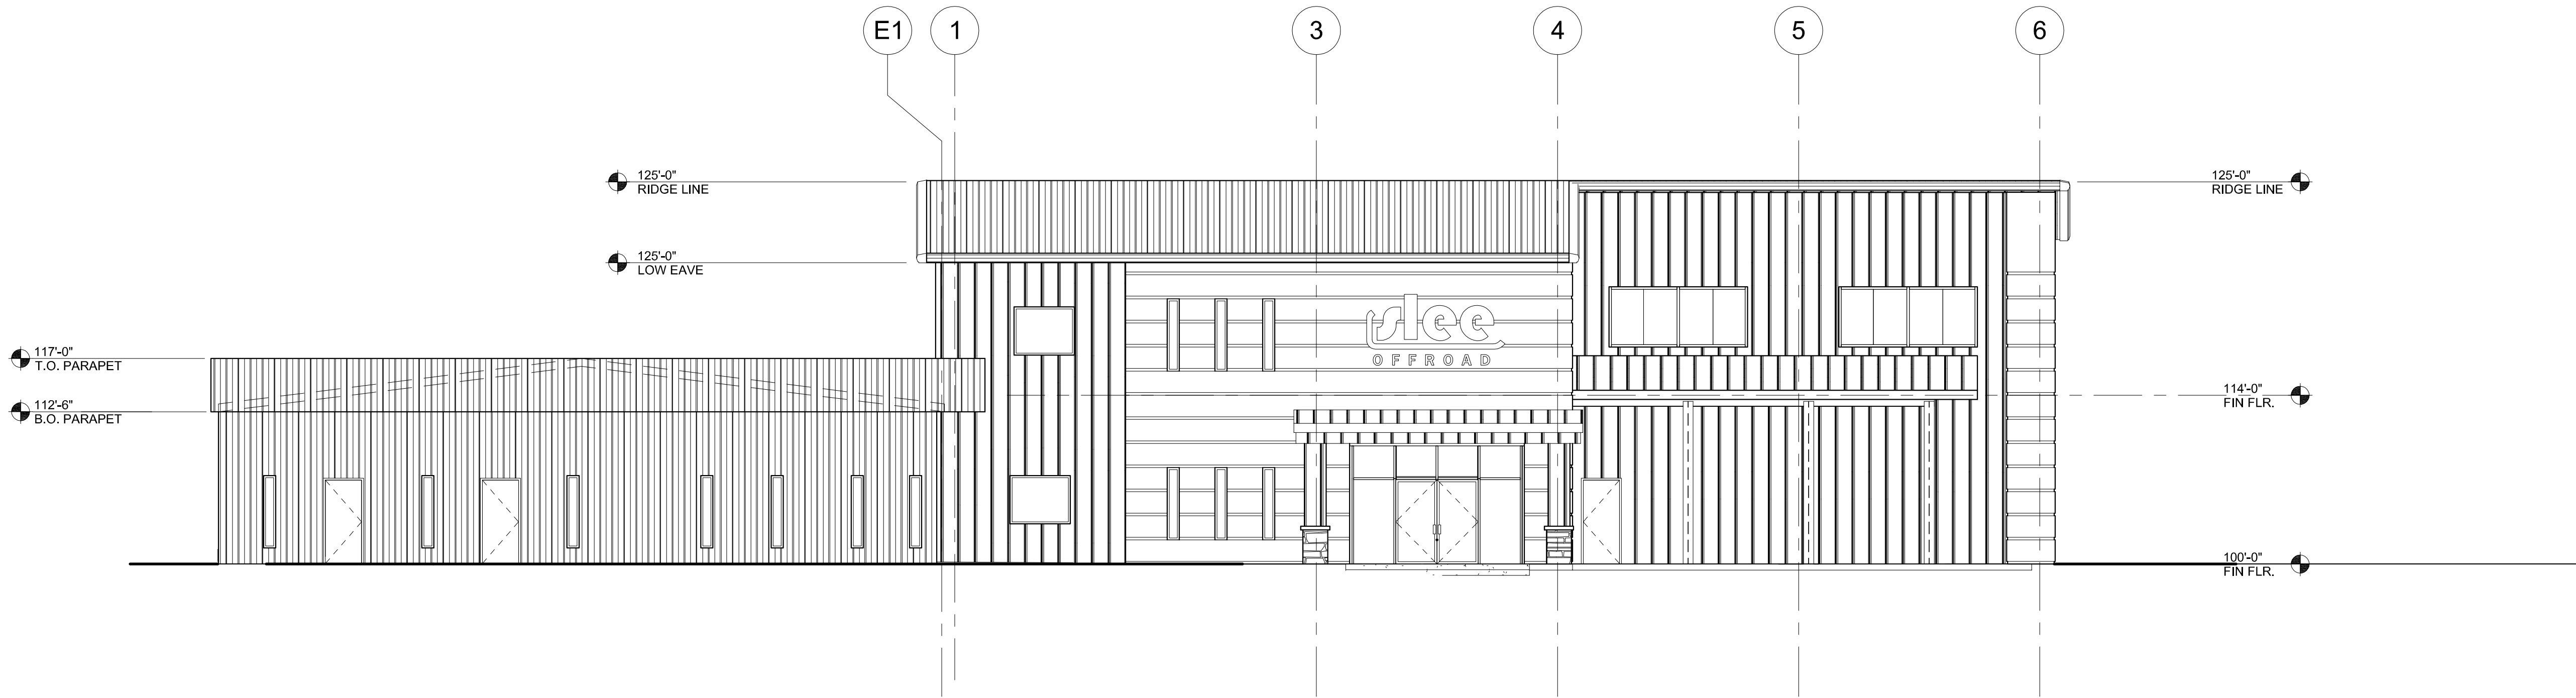 E1
1
3
4
5
6
125'-0"
RIDGE LINE
125'-0"
RIDGE LINE
125'-0"
LOW EAVE
slee
OFFROAD
117'-0"
T.O. PARAPET
112'-6"
B.O. PARAPET
114'-0"
FIN FLR.
100'-0"
FIN FLR.